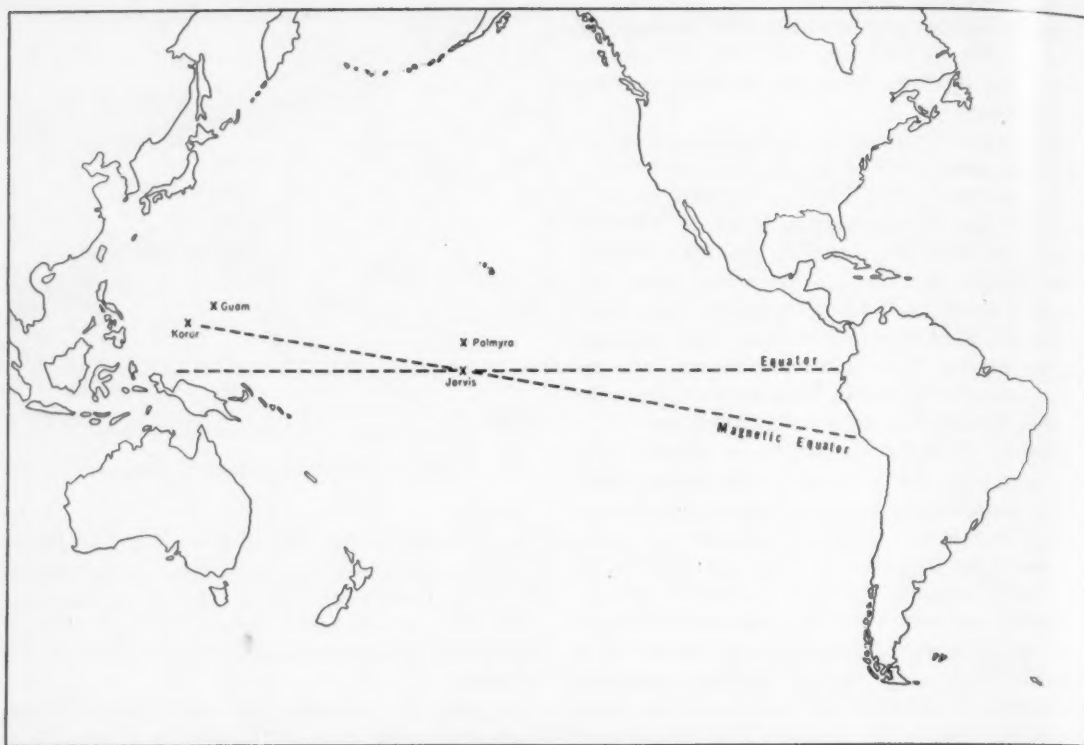 x Guam
x
Koror
x Palmyra
Equator
x
Jarvis
Magnetic Equator